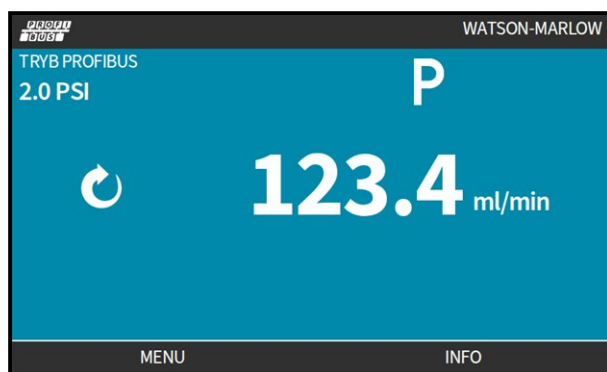 PROFI
BUS
WATSON-MARLOW
TRYB PROFIBUS
2.0 PSI
P
123.4 ml/min
MENU
INFO